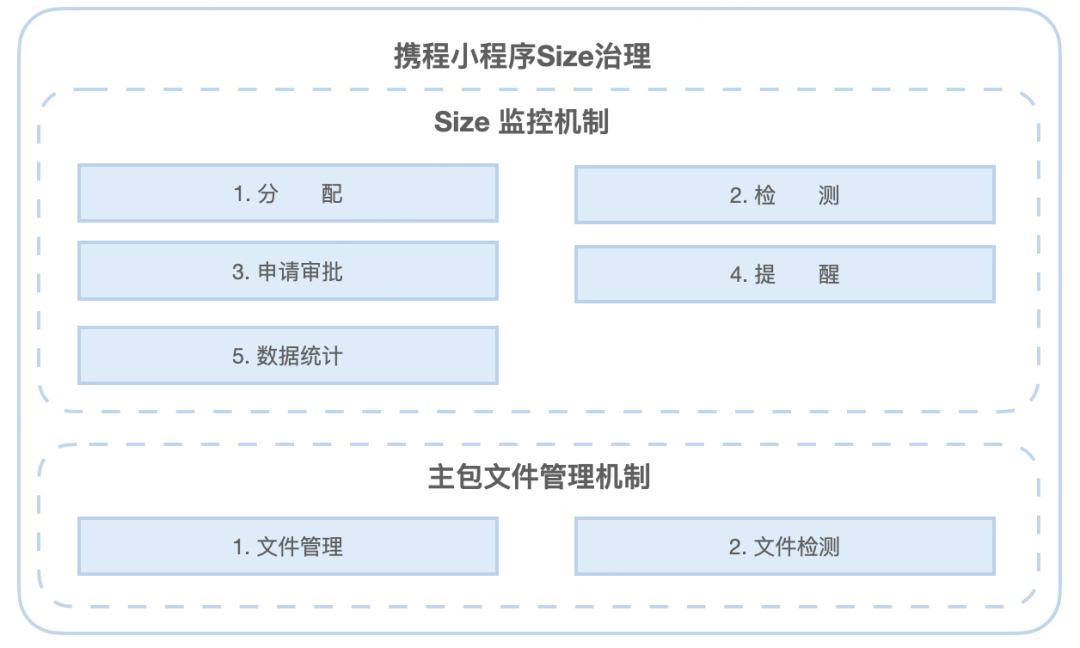 携程小程序Size治理
Size 监控机制
1. 分 配
2. 检 测
3. 申请审批
4. 提 醒
5. 数据统计
主包文件管理机制
1. 文件管理
2. 文件检测